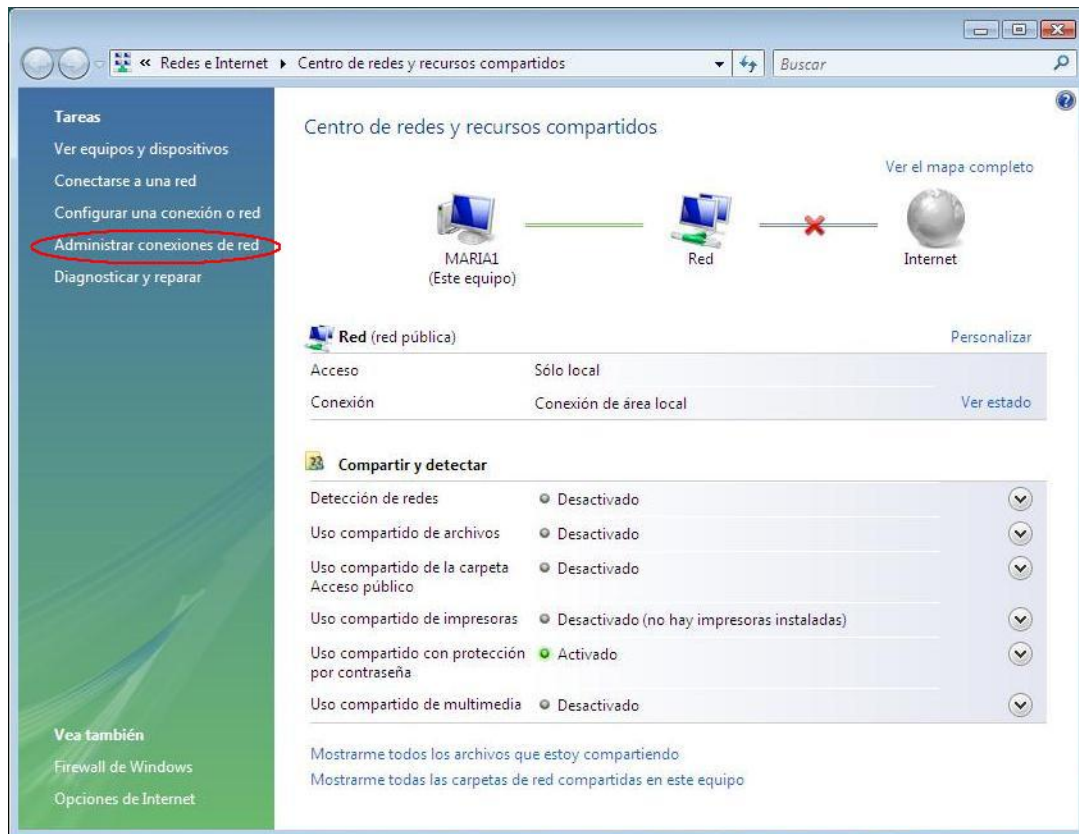 « Redes e Internet ▸ Centro de redes y recursos compartidos
Buscar
Tareas
Ver equipos y dispositivos
Conectarse a una red
Configurar una conexión o red
Administrar conexiones de red
Diagnosticar y reparar
Vea también
Firewall de Windows
Opciones de Internet
Centro de redes y recursos compartidos
Ver el mapa completo
MARIA1
(Este equipo)
Red
Internet
Red (red pública)
Personalizar
Acceso Sólo local
Conexión Conexión de área local Ver estado
Compartir y detectar
Detección de redes Desactivado
Uso compartido de archivos Desactivado
Uso compartido de la carpeta Desactivado
Acceso público
Uso compartido de impresoras Desactivado (no hay impresoras instaladas)
Uso compartido con protección Activado
por contraseña
Uso compartido de multimedia Desactivado
Mostrarme todos los archivos que estoy compartiendo
Mostrarme todas las carpetas de red compartidas en este equipo